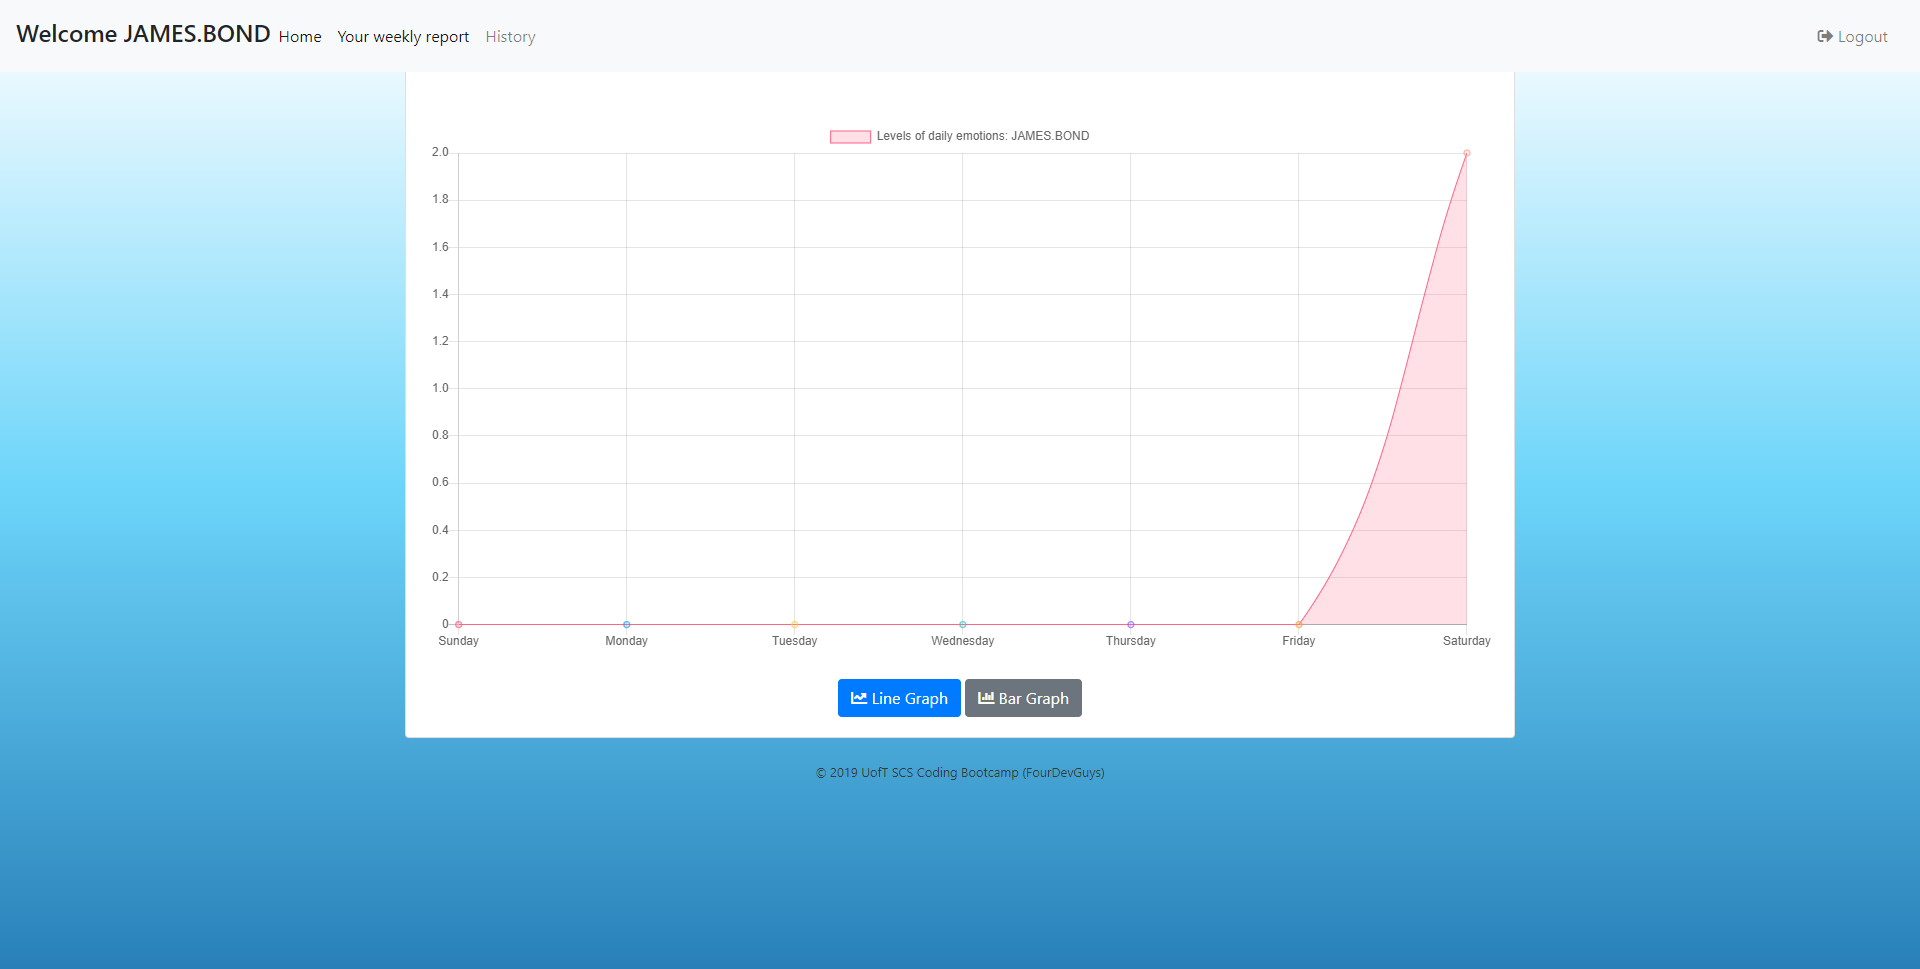 Welcome JAMES.BOND Home Your weekly report History Logout
Levels of daily emotions: JAMES.BOND
2.0
1.8
1.6
1.4
1.2
1.0
0.8
0.6
0.4
0.2
0
Sunday Monday Tuesday Wednesday Thursday Friday Saturday
Line Graph Bar Graph
© 2019 UofT SCS Coding Bootcamp (FourDevGuys)